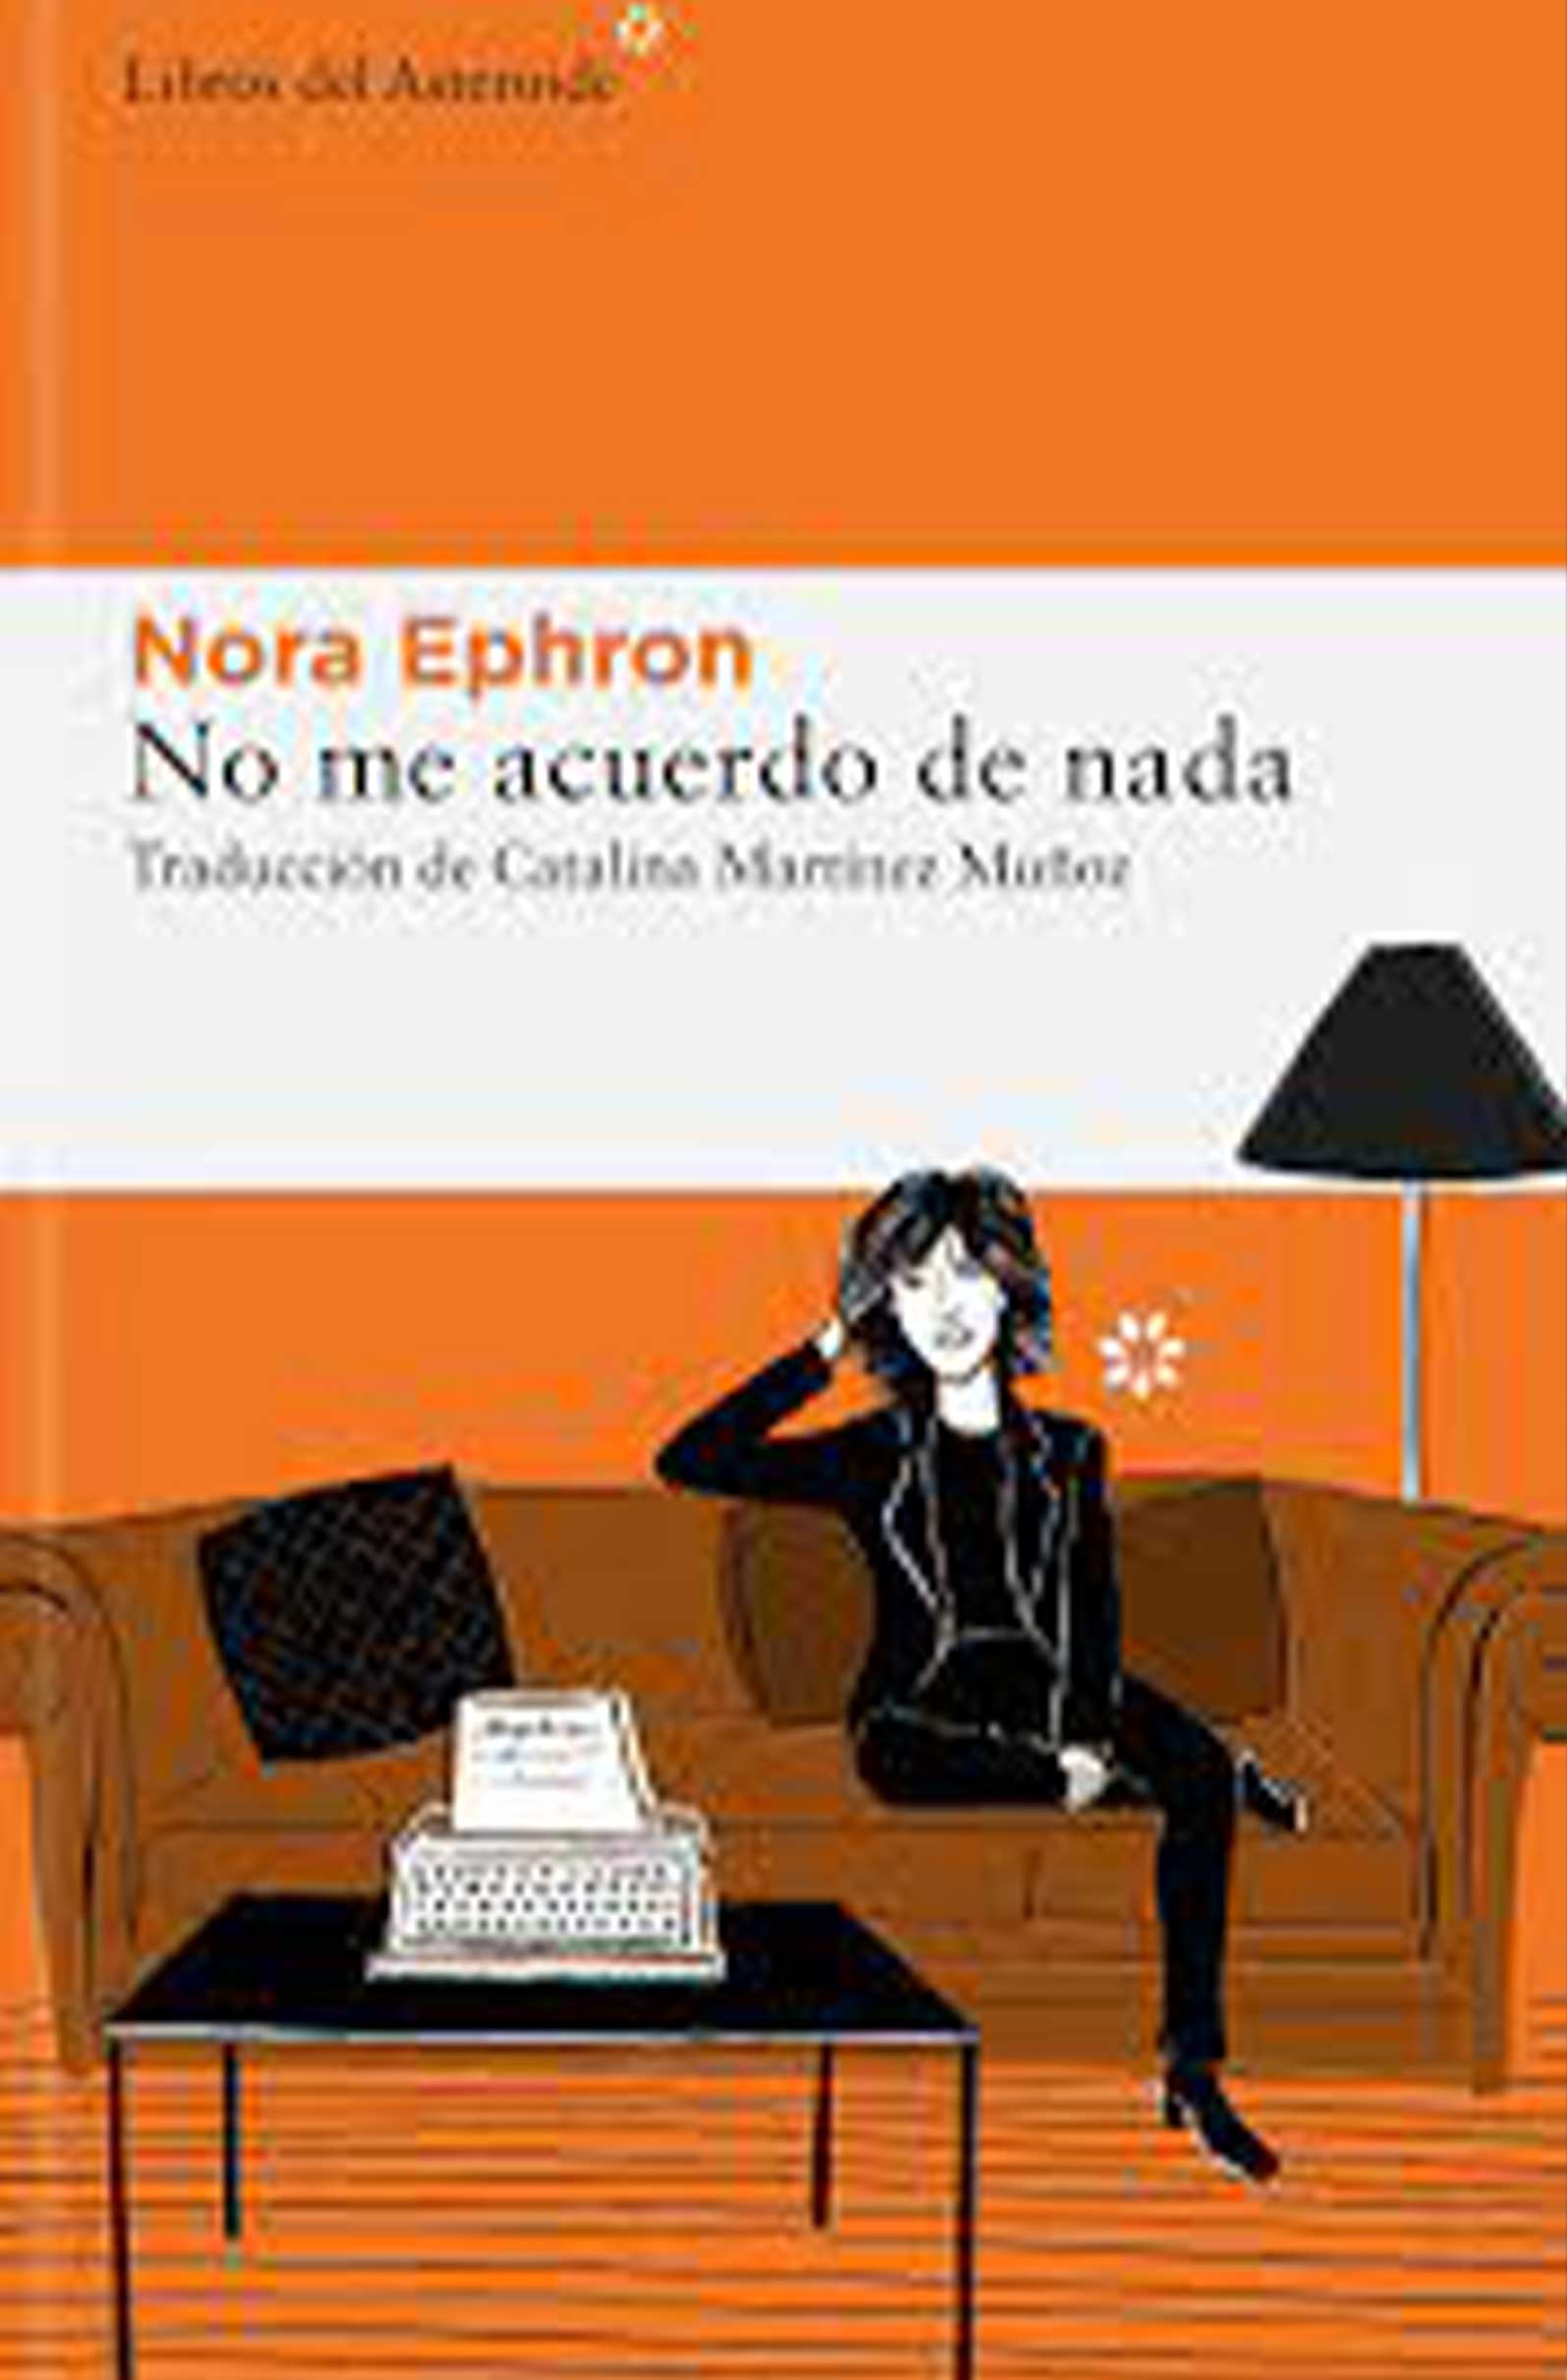 Libros del Asteroide
Nora Ephron
No me acuerdo de nada
Traducción de Catalina Martínez Muñoz